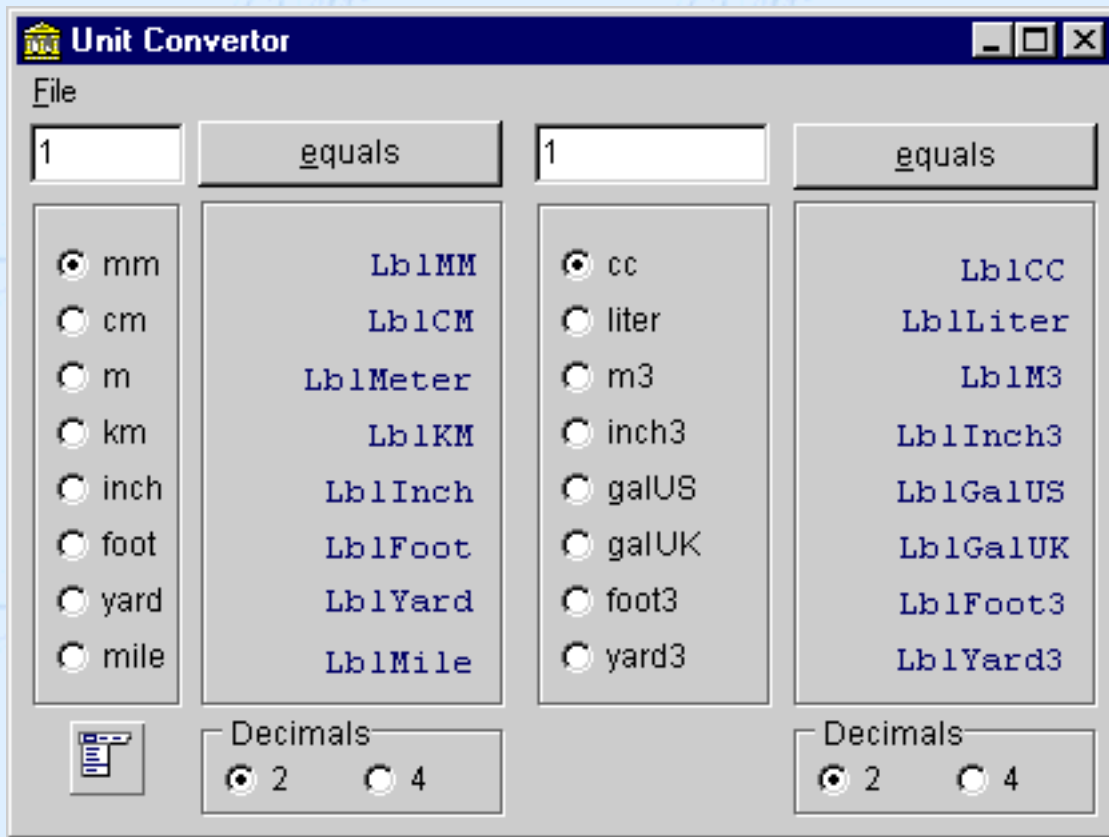 Unit Convertor
File
1 equals 1 equals
mm LblMM cc LblCC
cm LblCM liter LblLiter
m LblMeter m3 LblM3
km LblKM inch3 LblInch3
inch LblInch galUS LblGalUS
foot LblFoot galUK LblGalUK
yard LblYard foot3 LblFoot3
mile LblMile yard3 LblYard3
Decimals Decimals
2 4 2 4